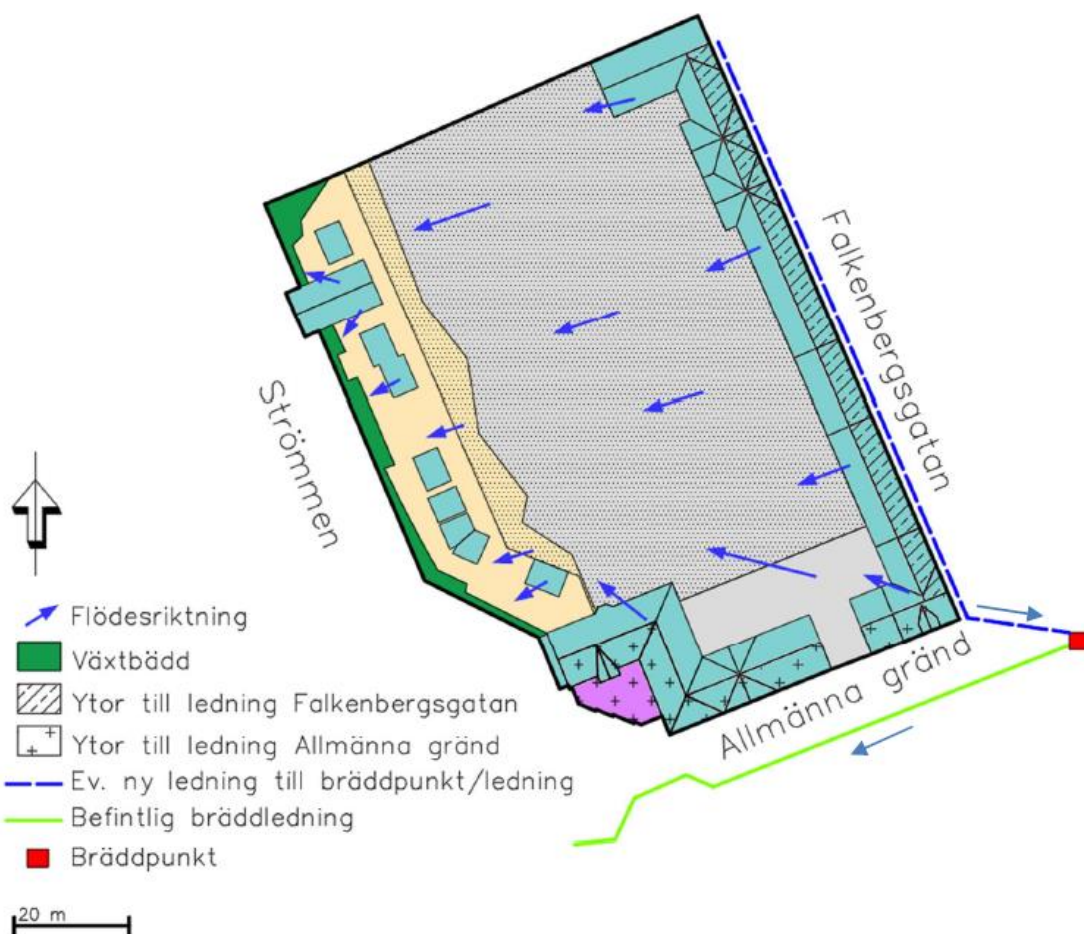 Falkenbergsgatan
Strömmen
Allmänna gränd
Flödesriktning
Växtbädd
Ytor till ledning Falkenbergsgatan
Ytor till ledning Allmänna gränd
Ev. ny ledning till bräddpunkt/ledning
Befintlig bräddledning
Bräddpunkt
20 m